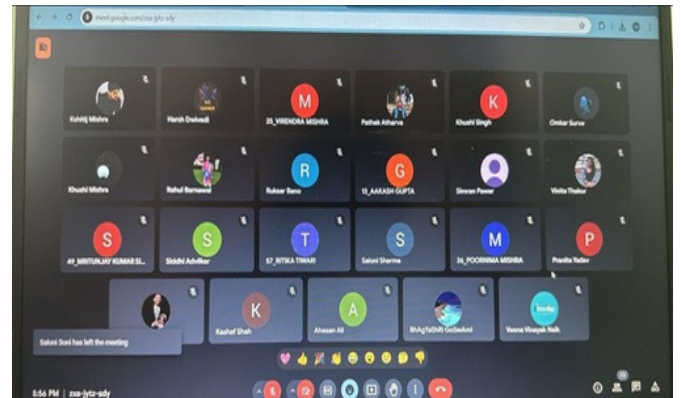 meet.google.com/zxa-jytz-sdy
Kshitij Mishra
Harsh Dwivedi
M
25_VIRENDRA MISHRA
Pathak Atharva
K
Khushi Singh
Omkar Surve
Khushi Mishra
Rahul Barnawal
R
Ruksar Bano
G
13_AAKASH GUPTA
Simran Pawar
Vinita Thakur
S
49_MRITUNJAY KUMAR SI...
S
Siddhi Advilkar
T
57_RITIKA TIWARI
S
Saloni Sharma
M
26_POORNIMA MISHRA
P
Pranita Yadav
K
Kashaf Shah
A
Ahesan Ali
BhAgYaShRi GoSwAmI
Veena Vinayak Naik
Saloni Soni has left the meeting
5:56 PM | zxa-jytz-sdy